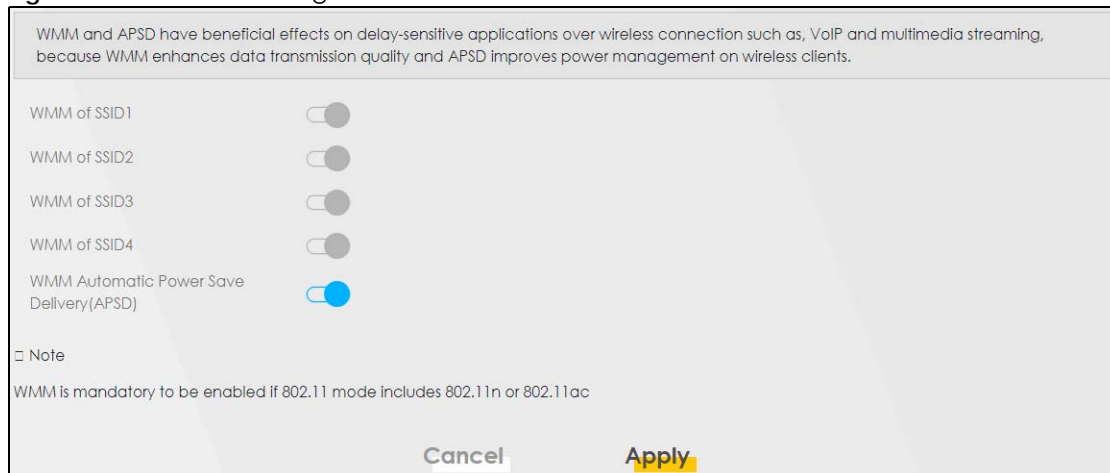 WMM and APSD have beneficial effects on delay-sensitive applications over wireless connection such as, VoIP and multimedia streaming,
because WMM enhances data transmission quality and APSD improves power management on wireless clients.
WMM of SSID1
WMM of SSID2
WMM of SSID3
WMM of SSID4
WMM Automatic Power Save
Delivery(APSD)
□ Note
WMM is mandatory to be enabled if 802.11 mode includes 802.11n or 802.11ac
Cancel Apply